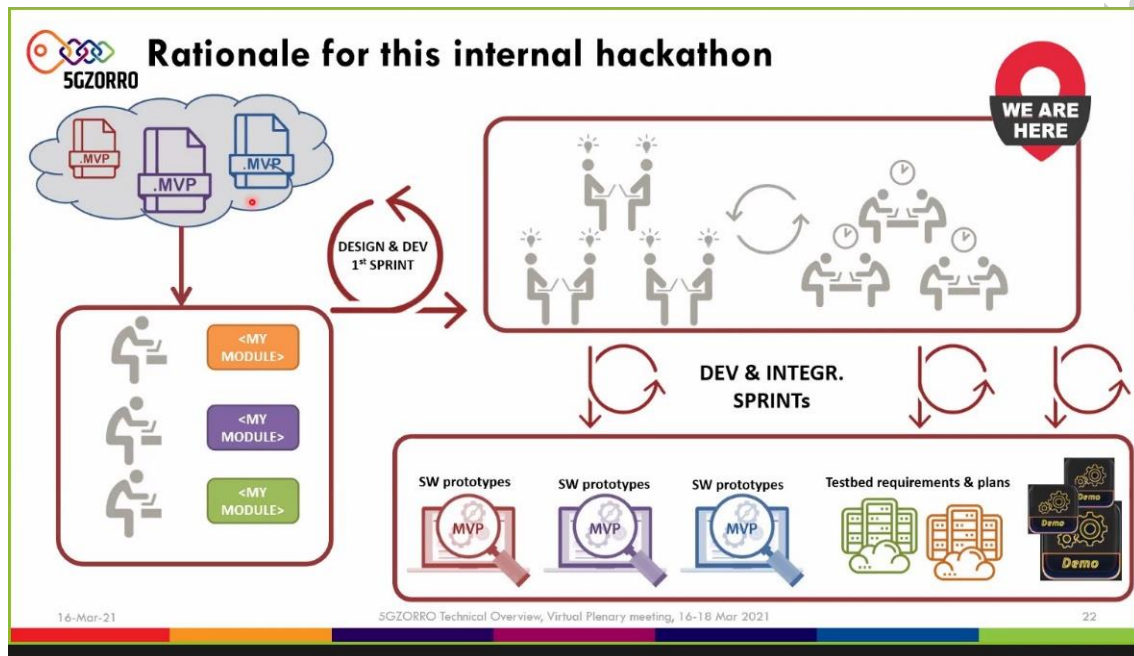 5GZORRO
Rationale for this internal hackathon
WE ARE
HERE
.MVP
.MVP
.MVP
DESIGN & DEV
1st SPRINT
<MY
MODULE>
<MY
MODULE>
<MY
MODULE>
DEV & INTEGR.
SPRINTs
SW prototypes
SW prototypes
SW prototypes
Testbed requirements & plans
MVP
MVP
MVP
Demo
Demo
Demo
16-Mar-21
5GZORRO Technical Overview, Virtual Plenary meeting, 16-18 Mar 2021
22